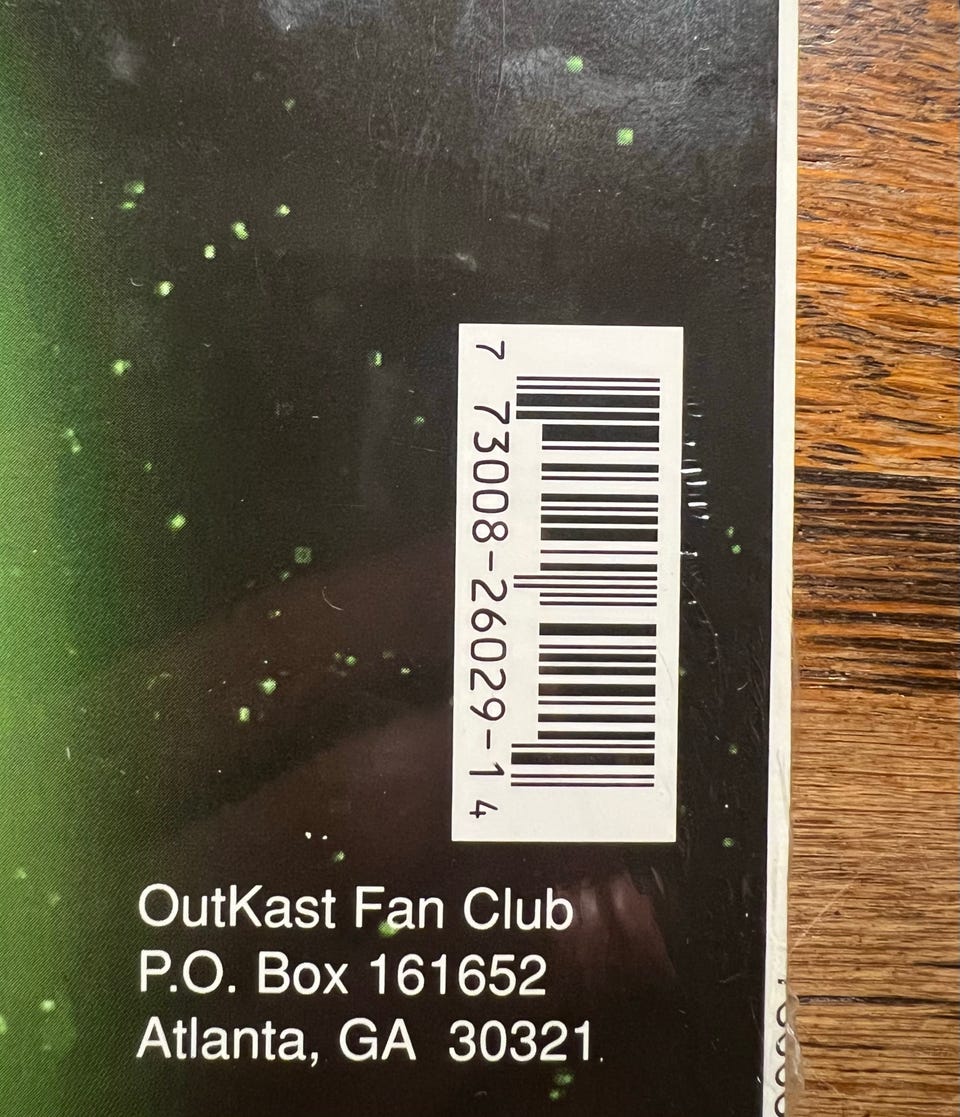 7 73008-26029-1 4
OutKast Fan Club
P.O. Box 161652
Atlanta, GA 30321